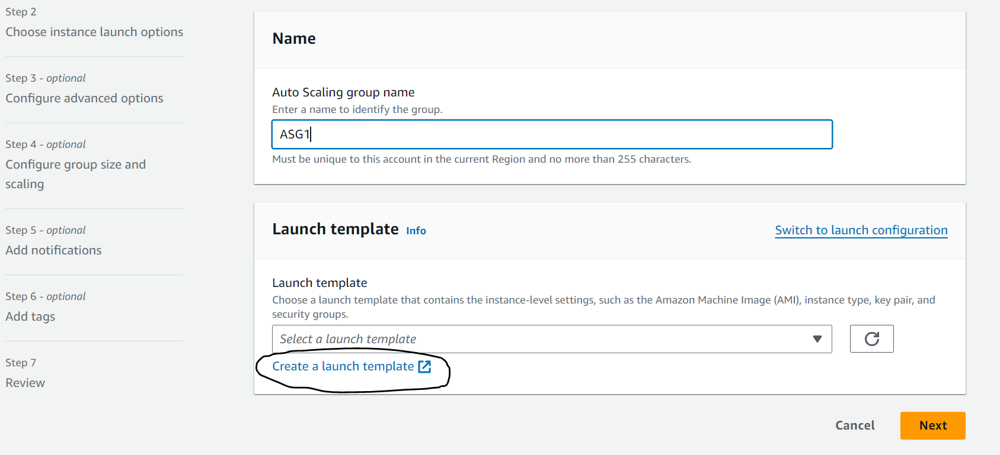 Step 2
Choose instance launch options
Step 3 - optional
Configure advanced options
Step 4 - optional
Configure group size and
scaling
Step 5 - optional
Add notifications
Step 6 - optional
Add tags
Step 7
Review
Name
Auto Scaling group name
Enter a name to identify the group.
ASG1
Must be unique to this account in the current Region and no more than 255 characters.
Launch template Info
Switch to launch configuration
Launch template
Choose a launch template that contains the instance-level settings, such as the Amazon Machine Image (AMI), instance type, key pair, and
security groups.
Select a launch template
Create a launch template
Cancel
Next